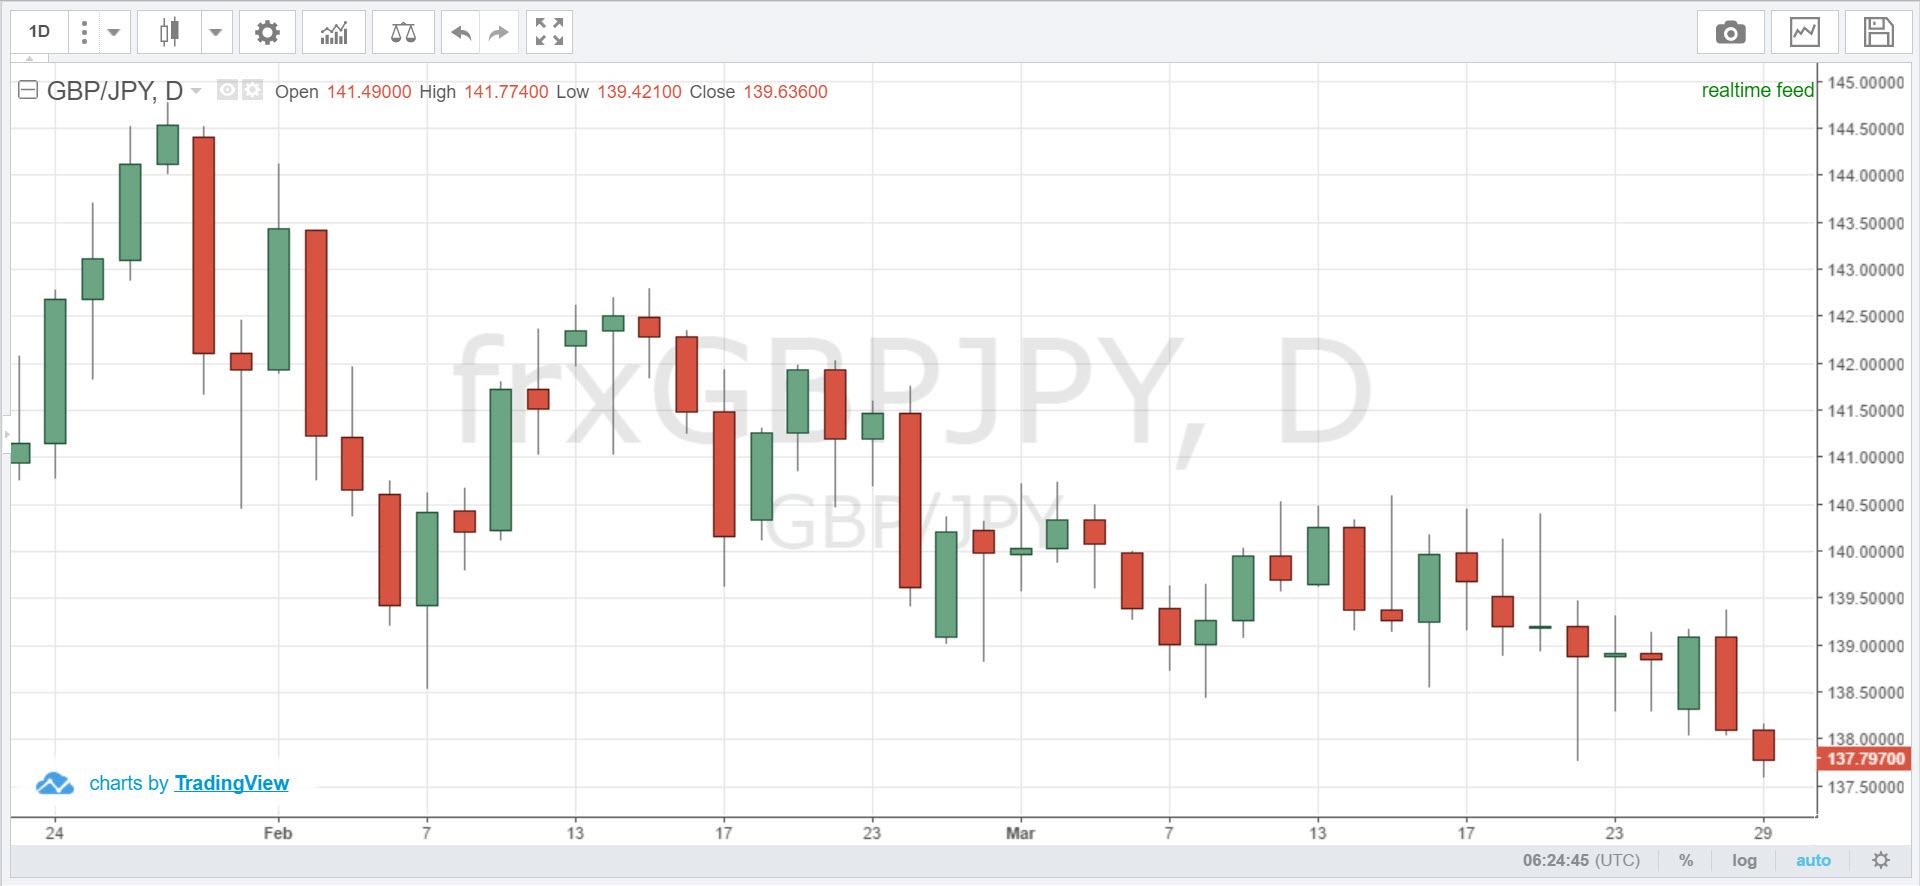 1D
GBP/JPY, D Open 141.49000 High 141.77400 Low 139.42100 Close 139.63600
realtime feed
145.00000
144.50000
144.00000
143.50000
143.00000
142.50000
142.00000
141.50000
141.00000
140.50000
140.00000
139.50000
139.00000
138.50000
138.00000
137.79700
137.50000
frxGBPJPY, D
GBP/JPY
charts by TradingView
24 Feb 7 13 17 23 Mar 7 13 17 23 29
06:24:45 (UTC) % log auto